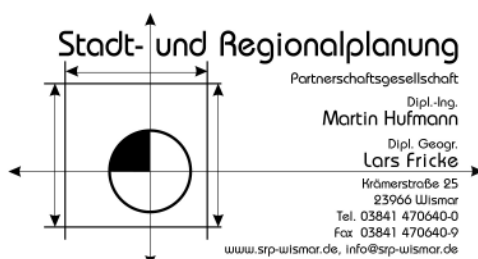 Stadt- und Regionalplanung
Partnerschaftsgesellschaft
Dipl.-Ing.
Martin Hufmann
Dipl. Geogr.
Lars Fricke
Krämerstraße 25
23966 Wismar
Tel. 03841 470640-0
Fax 03841 470640-9
www.srp-wismar.de, info@srp-wismar.de